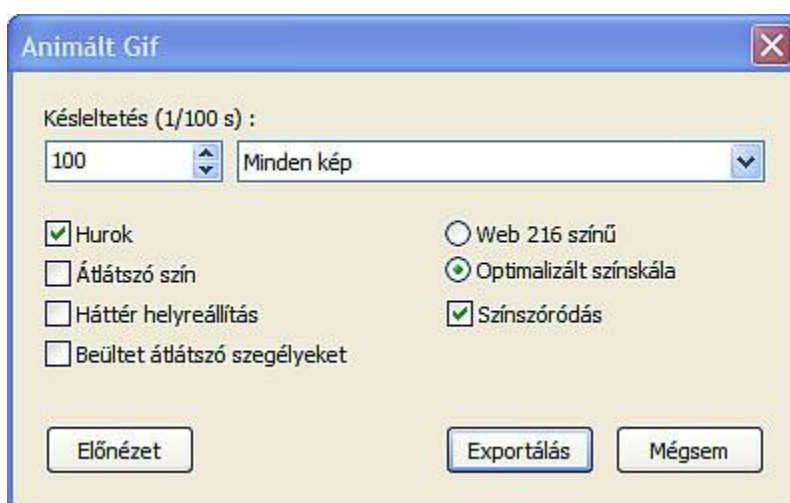 Animált Gif
Késleltetés (1/100 s) :
100 Minden kép
Hurok
Átlátszó szín
Háttér helyreállítás
Beültet átlátszó szegélyeket
Web 216 színű
Optimalizált színskála
Színszóródás
Előnézet Exportálás Mégsem